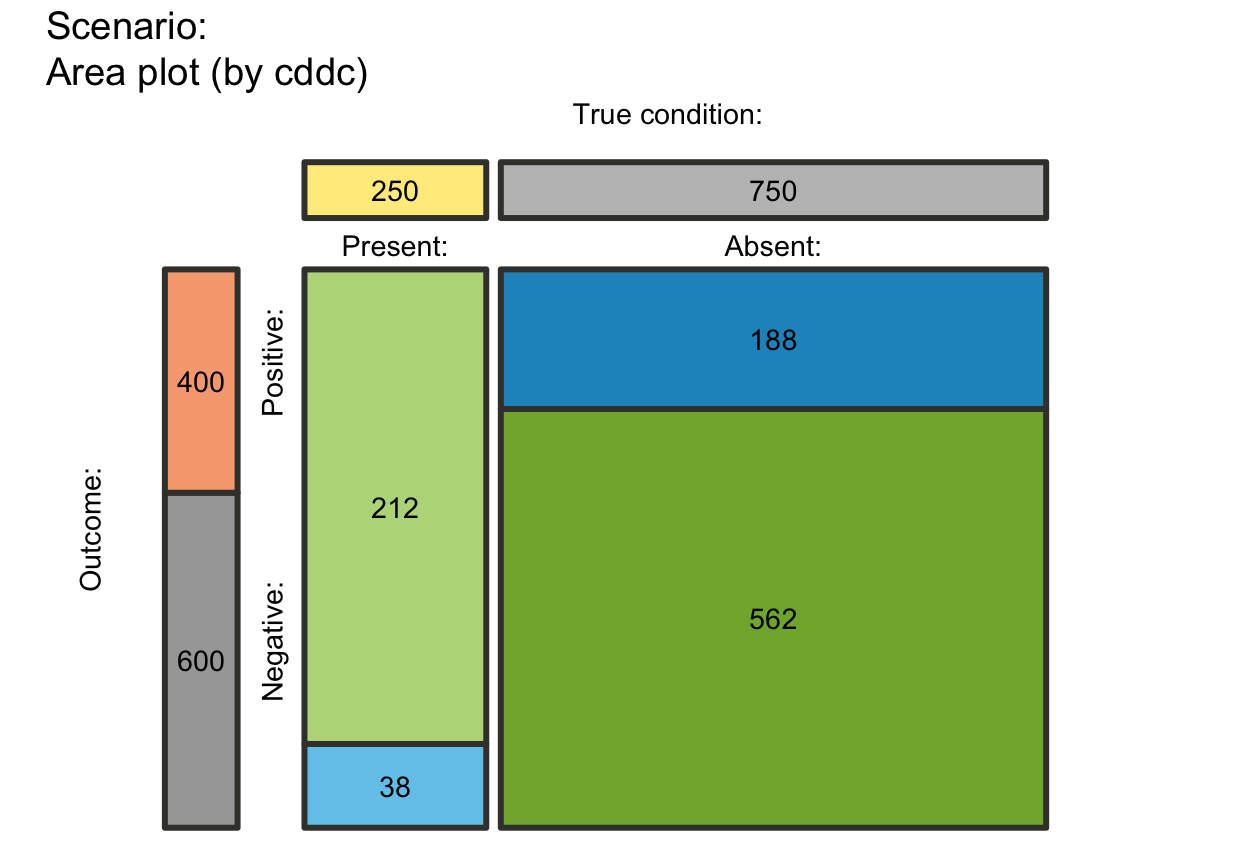 Scenario:
Area plot (by cddc)
True condition:
250
750
Present:
Absent:
Outcome:
400
600
Positive:
Negative:
212
38
188
562